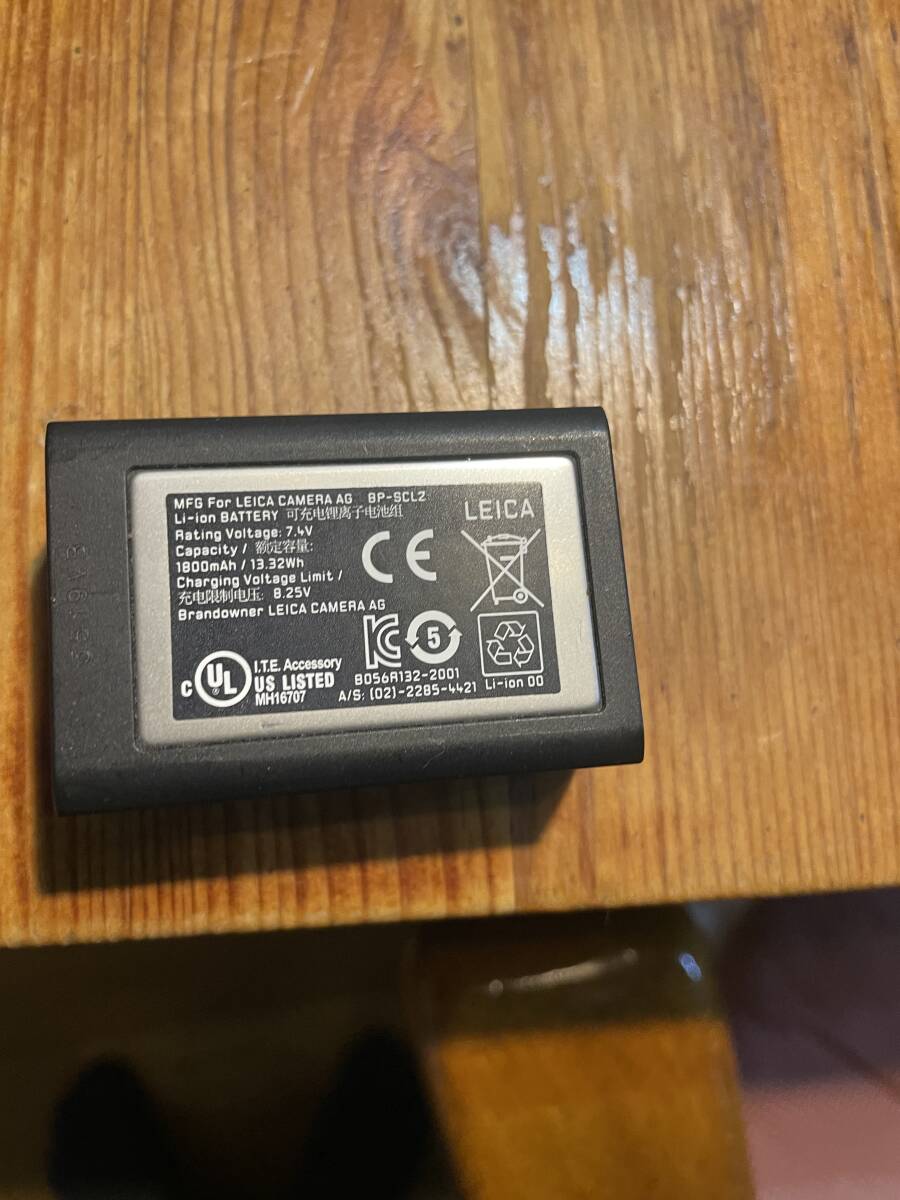 MFG For LEICA CAMERA AG BP-SCL2
LEICA
Li-ion BATTERY 可充电锂离子电池组
Rating Voltage: 7.4V
Capacity / 额定容量:
1800mAh / 13.32Wh
Charging Voltage Limit /
充电限制电压: 8.25V
Brandowner LEICA CAMERA AG
CE
5
c UL ® I.T.E. Accessory
US LISTED
MH16707
B056A132-2001
A/S: (02)-2285-4421
Li-ion 00